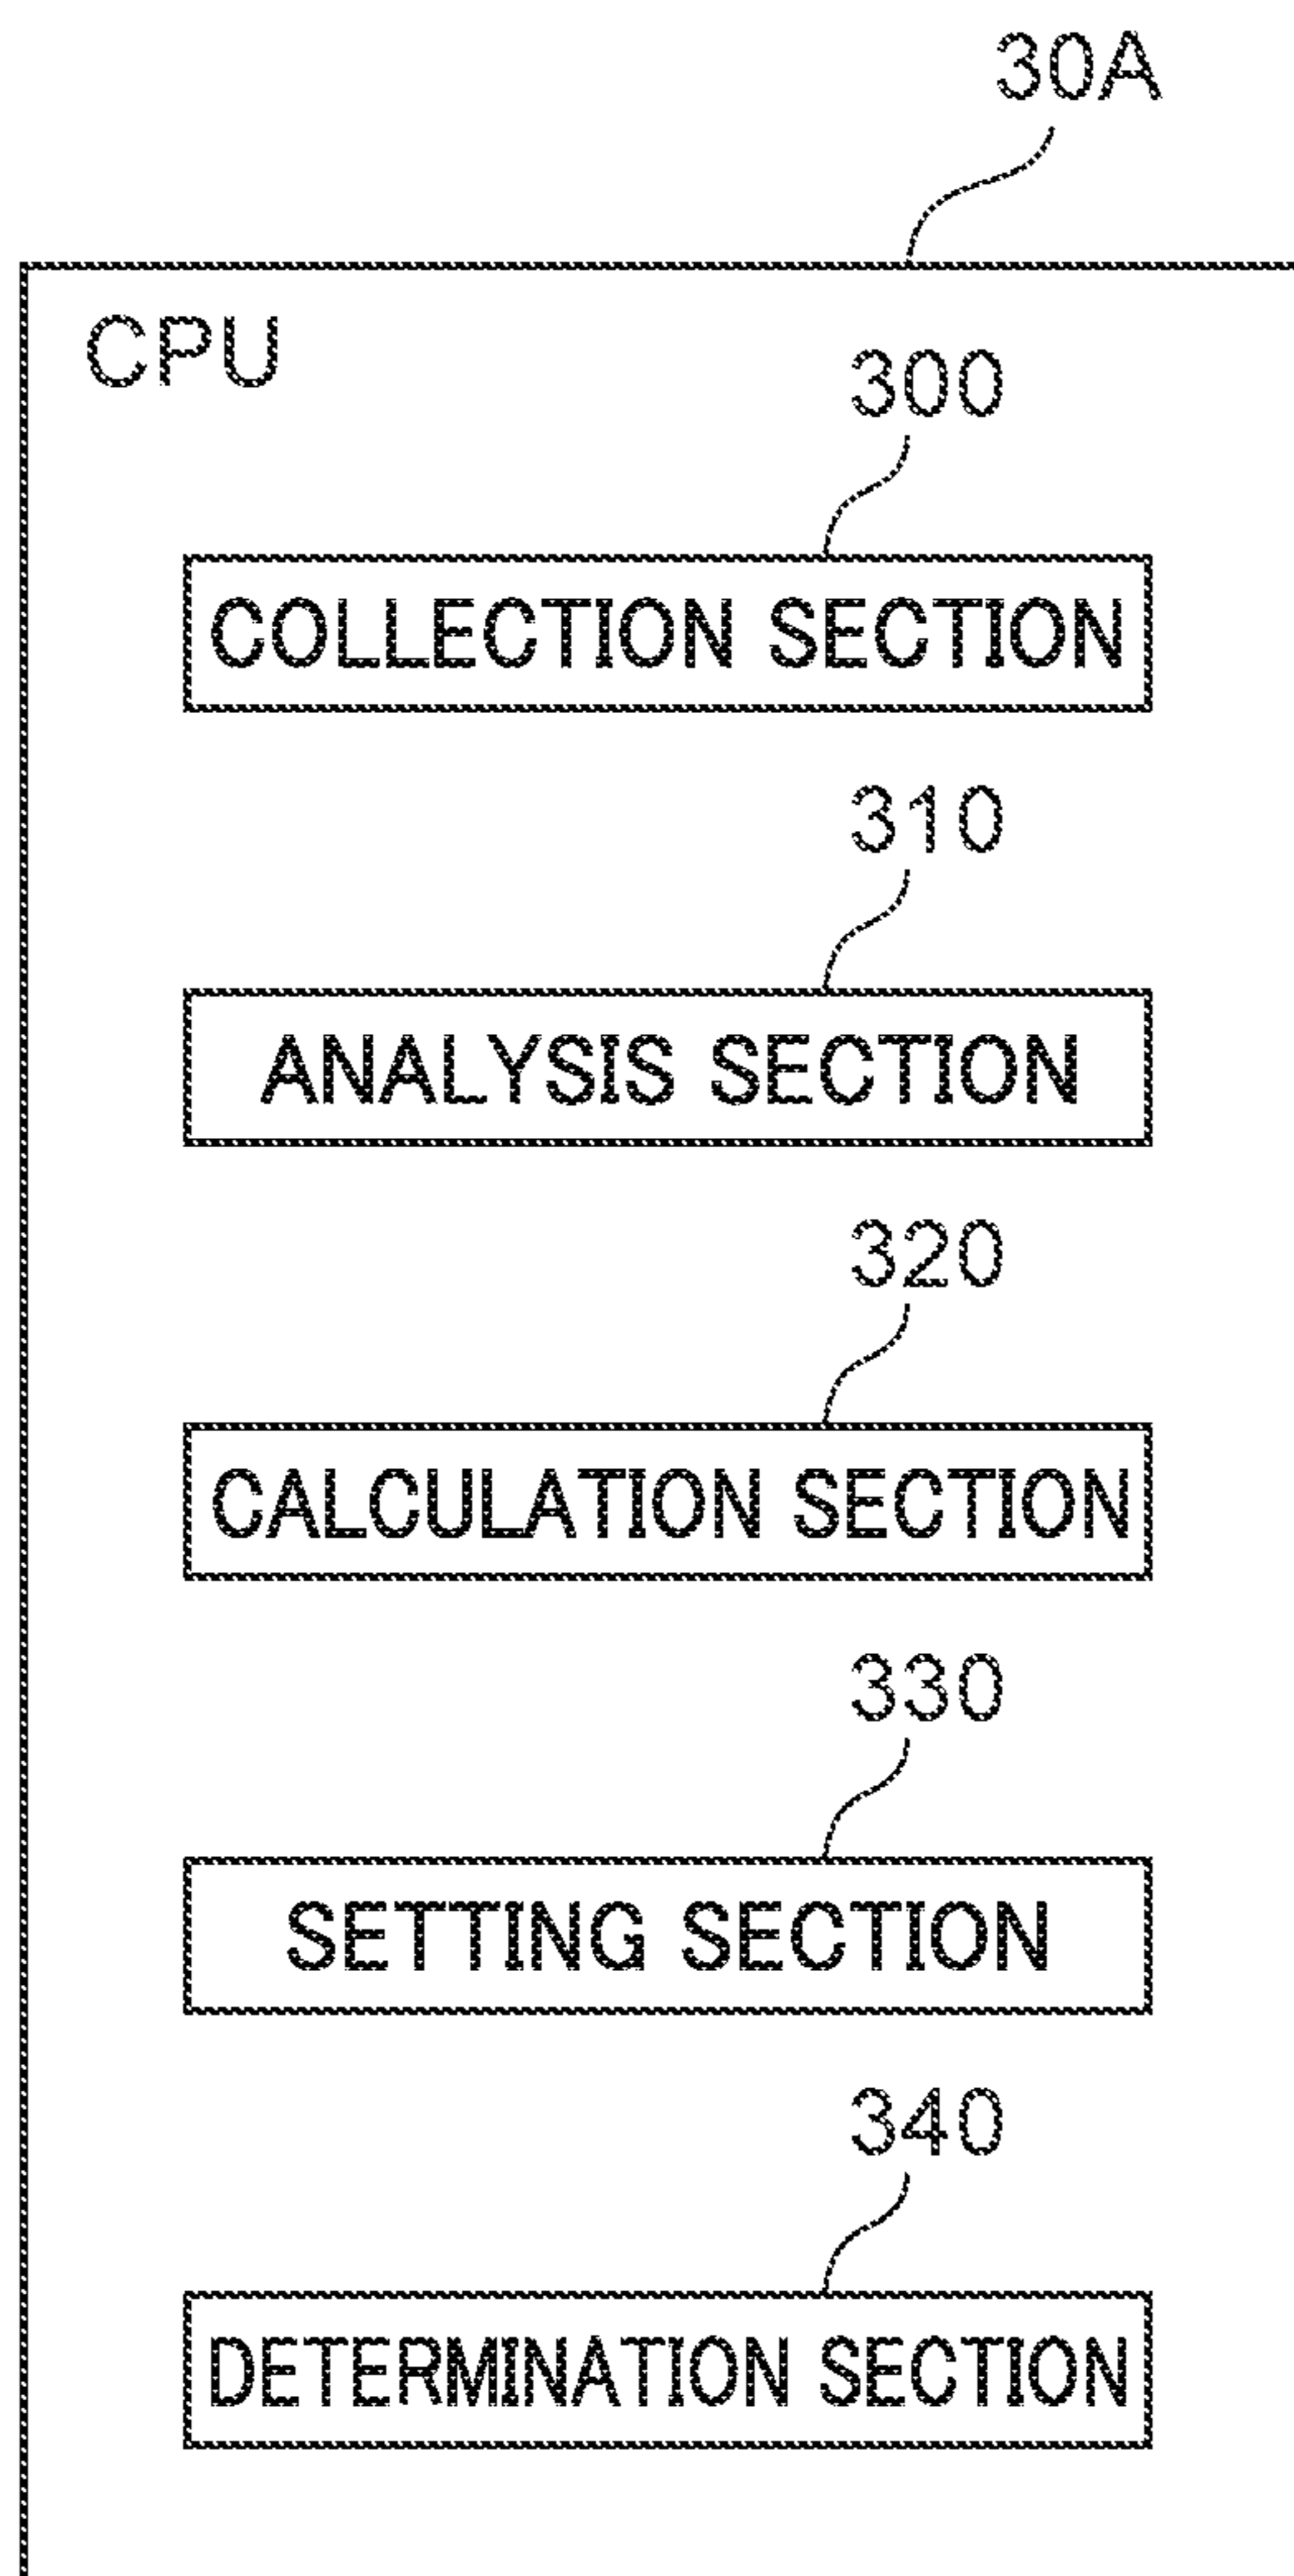 30A
CPU
300
COLLECTION SECTION
310
ANALYSIS SECTION
320
CALCULATION SECTION
330
SETTING SECTION
340
DETERMINATION SECTION